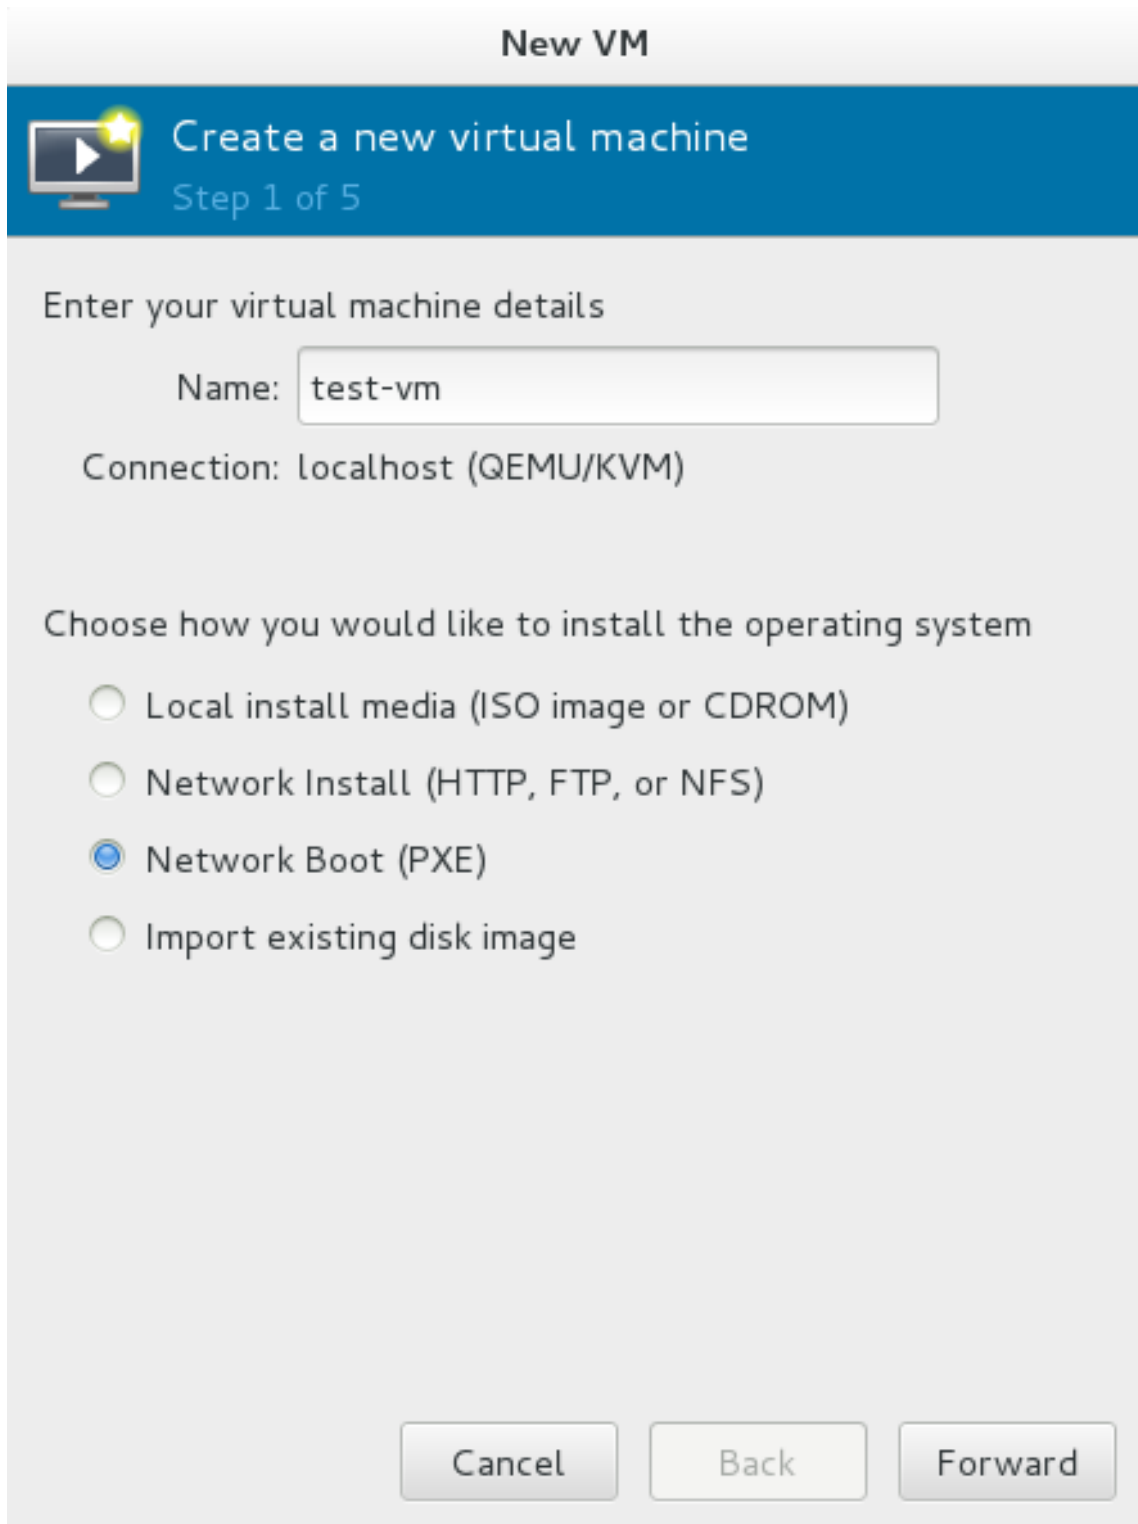 New VM
Create a new virtual machine
Step 1 of 5
Enter your virtual machine details
Name: test-vm
Connection: localhost (QEMU/KVM)
Choose how you would like to install the operating system
Local install media (ISO image or CDROM)
Network Install (HTTP, FTP, or NFS)
Network Boot (PXE)
Import existing disk image
Cancel Back Forward